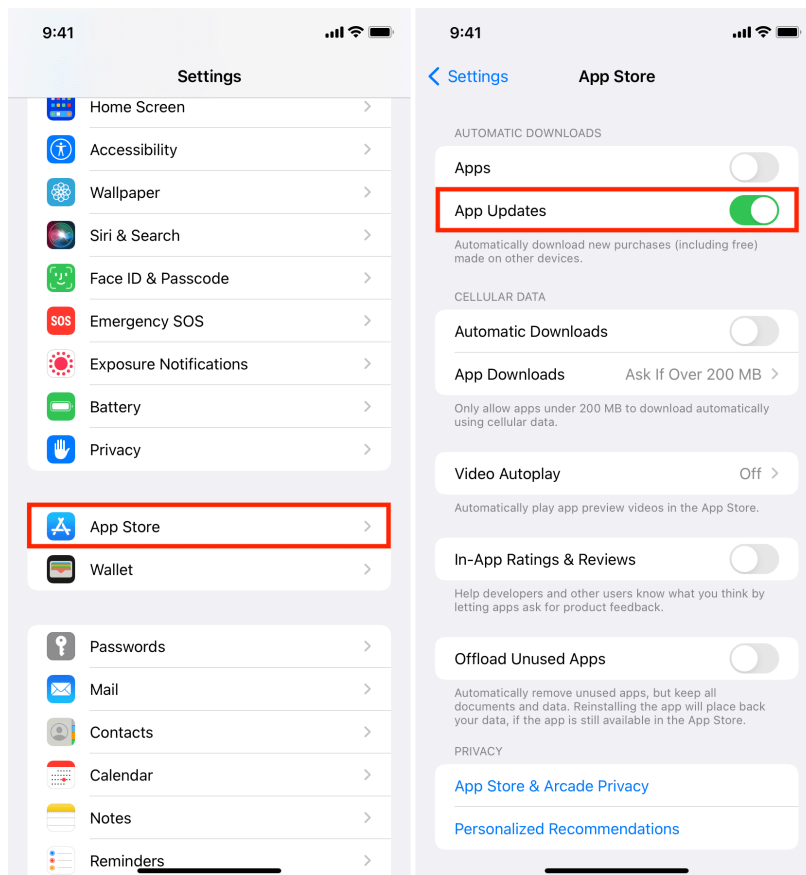 9:41
Settings
Home Screen
Accessibility
Wallpaper
Siri & Search
Face ID & Passcode
SOS
Emergency SOS
Exposure Notifications
Battery
Privacy
App Store
Wallet
Passwords
Mail
Contacts
Calendar
Notes
Reminders
9:41
Settings
App Store
AUTOMATIC DOWNLOADS
Apps
App Updates
Automatically download new purchases (including free)
made on other devices.
CELLULAR DATA
Automatic Downloads
App Downloads Ask If Over 200 MB
Only allow apps under 200 MB to download automatically
using cellular data.
Video Autoplay Off
Automatically play app preview videos in the App Store.
In-App Ratings & Reviews
Help developers and other users know what you think by
letting apps ask for product feedback.
Offload Unused Apps
Automatically remove unused apps, but keep all
documents and data. Reinstalling the app will place back
your data, if the app is still available in the App Store.
PRIVACY
App Store & Arcade Privacy
Personalized Recommendations